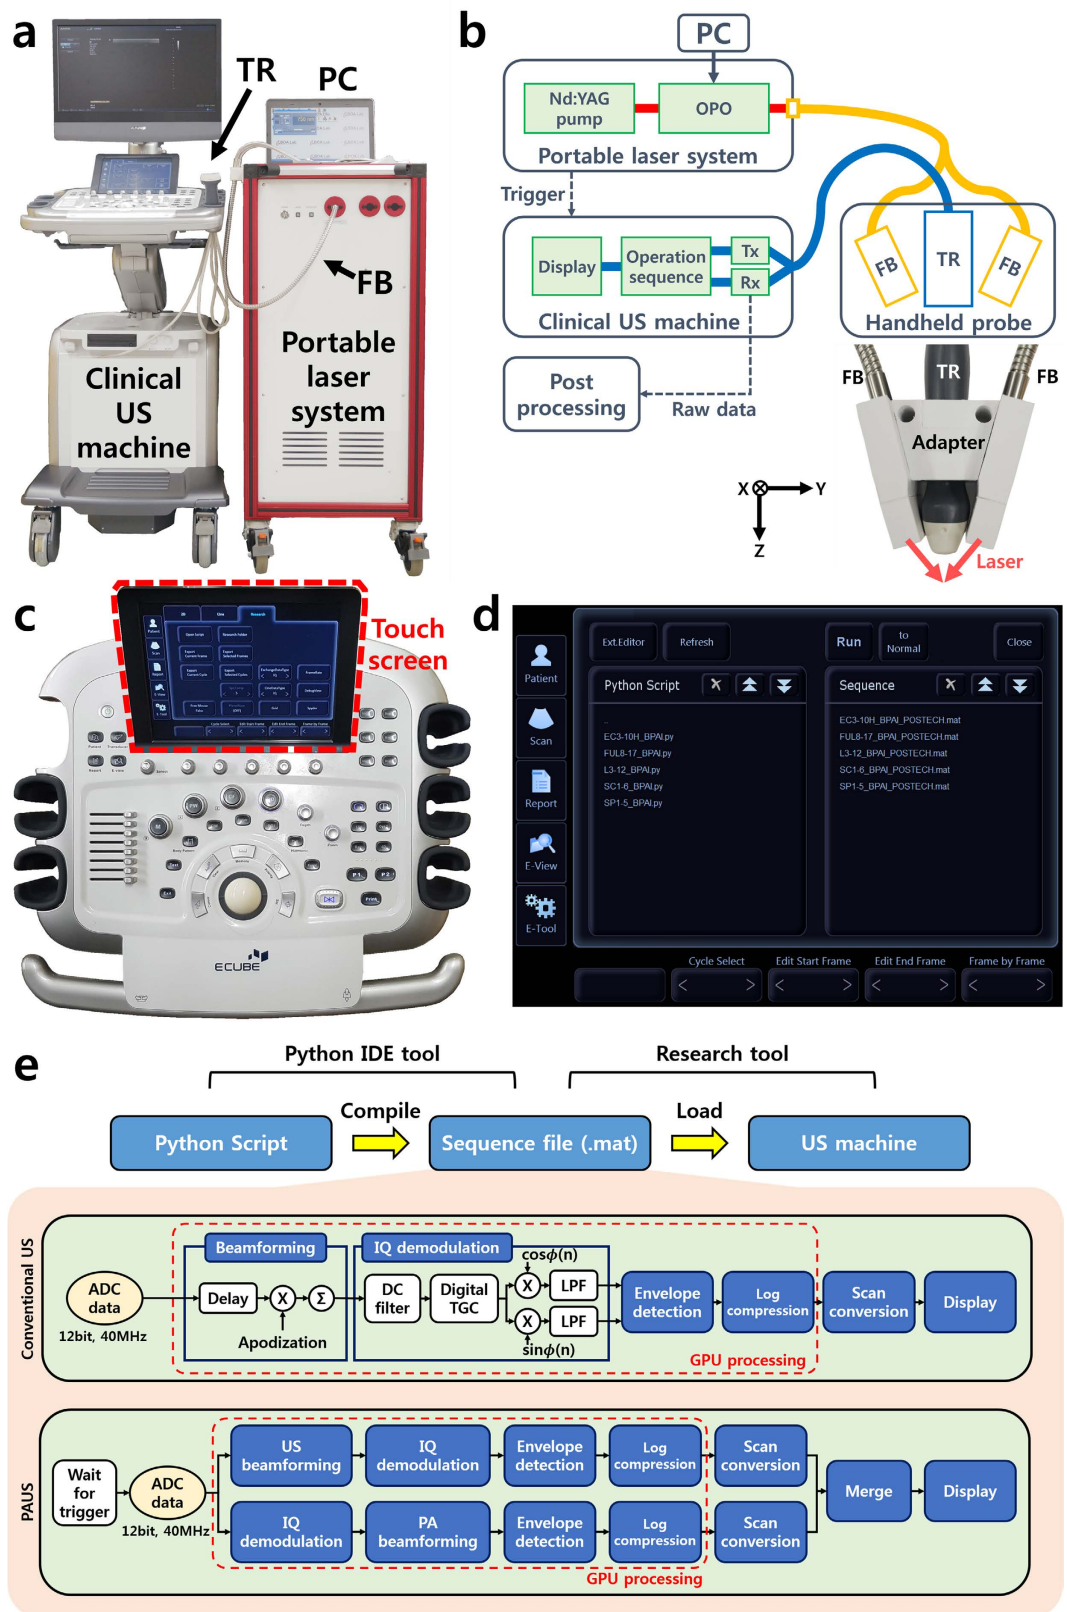 a
TR
PC
FB
Clinical
US
machine
Portable
laser
system
b
PC
Nd:YAG
pump
OPO
Portable laser system
Trigger
Display
Operation
sequence
Tx
Rx
Clinical US machine
FB
TR
FB
Handheld probe
Post
processing
Raw data
FB
TR
FB
Adapter
Laser
X
Y
Z
c
Touch
screen
ECUBE
d
Ext.Editor
Refresh
Run
to
Normal
Close
Patient
Scan
Report
E-View
E-Tool
Python Script
..
EC3-10H_BPAI.py
FUL8-17_BPAI.py
L3-12_BPAI.py
SC1-6_BPAI.py
SP1-5_BPAI.py
Sequence
EC3-10H_BPAI_POSTECH.mat
FUL8-17_BPAI_POSTECH.mat
L3-12_BPAI_POSTECH.mat
SC1-6_BPAI_POSTECH.mat
SP1-5_BPAI_POSTECH.mat
Cycle Select
Edit Start Frame
Edit End Frame
Frame by Frame
< >
< >
< >
< >
e
Python IDE tool
Research tool
Python Script
Compile
Sequence file (.mat)
Load
US machine
Conventional US
ADC
data
12bit, 40MHz
Beamforming
Delay
X
Σ
Apodization
IQ demodulation
DC
filter
Digital
TGC
cosϕ(n)
X
LPF
X
LPF
sinϕ(n)
Envelope
detection
Log
compression
GPU processing
Scan
conversion
Display
PAUS
Wait
for
trigger
ADC
data
12bit, 40MHz
US
beamforming
IQ
demodulation
Envelope
detection
Log
compression
Scan
conversion
IQ
demodulation
PA
beamforming
Envelope
detection
Log
compression
Scan
conversion
GPU processing
Merge
Display